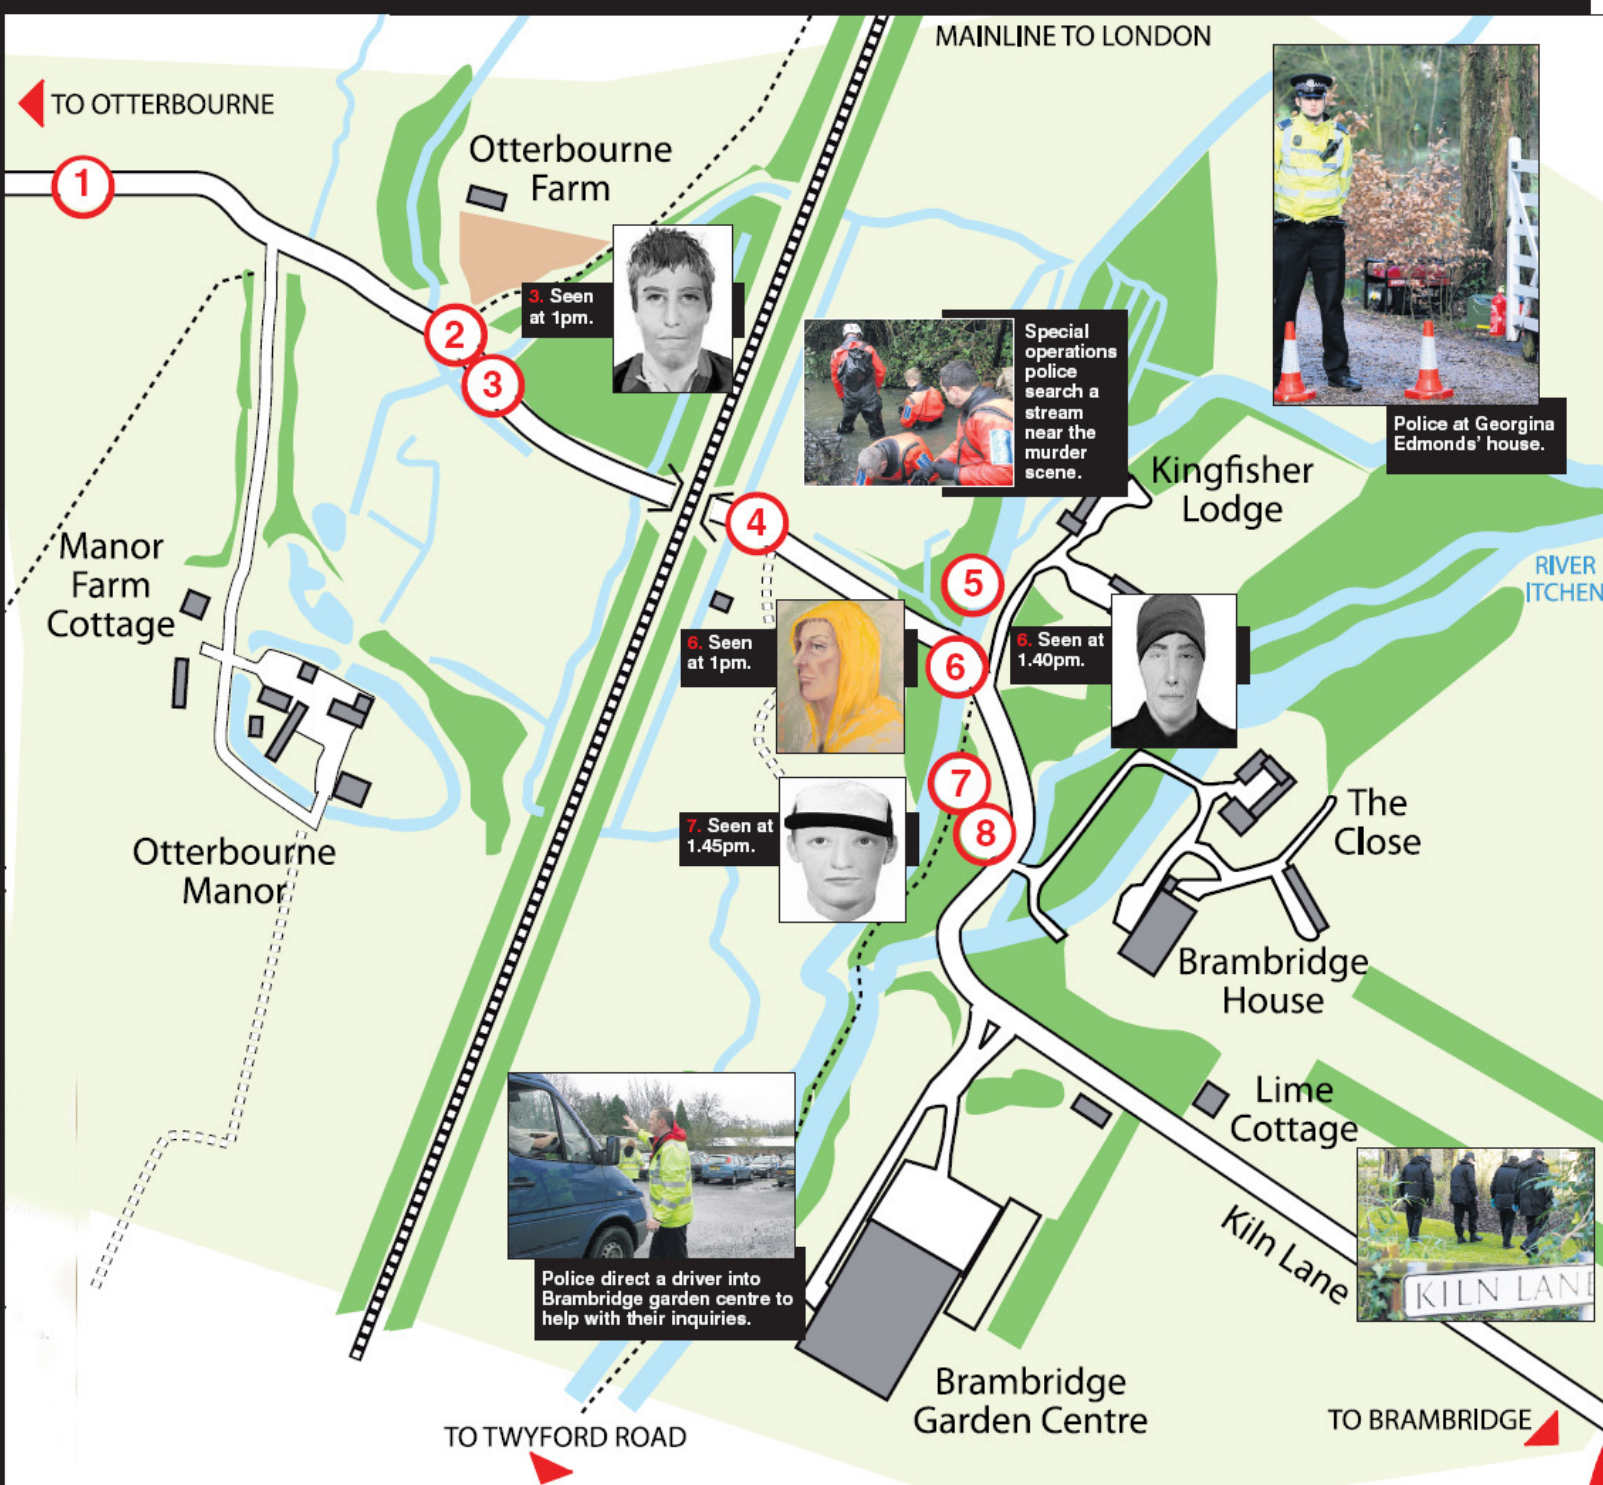 MAINLINE TO LONDON
TO OTTERBOURNE
1
Otterbourne
Farm
2
3
3. Seen
at 1pm.
Special
operations
police
search a
stream
near the
murder
scene.
Police at Georgina
Edmonds' house.
Kingfisher
Lodge
4
5
RIVER
ITCHEN
Manor
Farm
Cottage
6. Seen
at 1pm.
6
6. Seen at
1.40pm.
7
8
7. Seen at
1.45pm.
The
Close
Otterbourne
Manor
Brambridge
House
Lime
Cottage
Kiln Lane
KILN LANE
Police direct a driver into
Brambridge garden centre to
help with their inquiries.
Brambridge
Garden Centre
TO TWYFORD ROAD
TO BRAMBRIDGE